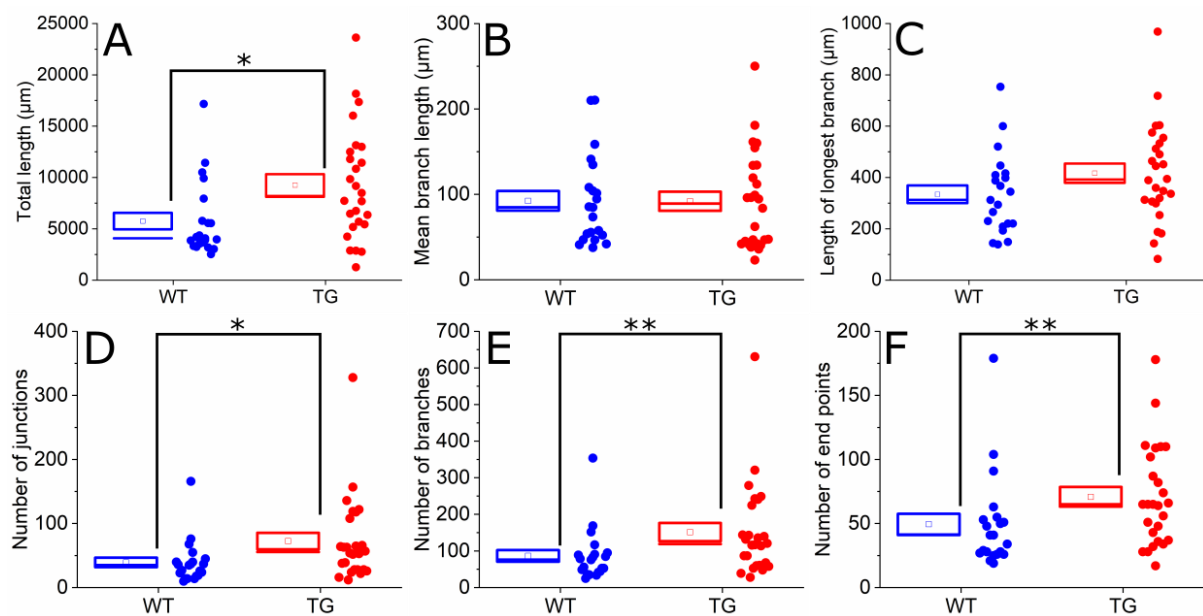 A
Total length (µm)
25000
20000
15000
10000
5000
0
*
WT
TG
B
Mean branch length (µm)
300
200
100
0
WT
TG
C
Length of longest branch (µm)
1000
800
600
400
200
0
WT
TG
D
Number of junctions
400
300
200
100
0
*
WT
TG
E
Number of branches
700
600
500
400
300
200
100
0
**
WT
TG
F
Number of end points
200
150
100
50
0
**
WT
TG